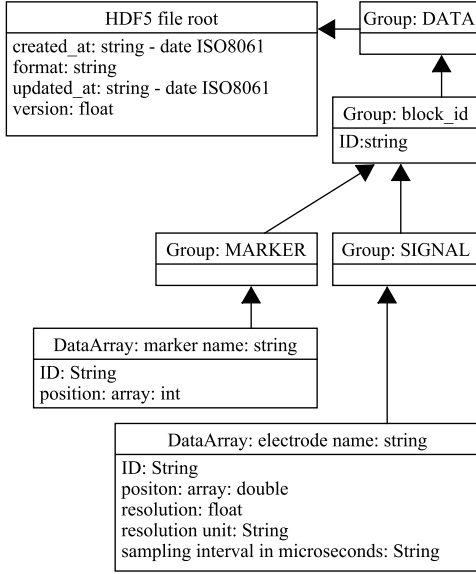 HDF5 file root
created_at: string - date ISO8061
format: string
updated_at: string - date ISO8061
version: float
Group: DATA
Group: block_id
ID:string
Group: MARKER
Group: SIGNAL
DataArray: marker name: string
ID: String
position: array: int
DataArray: electrode name: string
ID: String
positon: array: double
resolution: float
resolution unit: String
sampling interval in microseconds: String